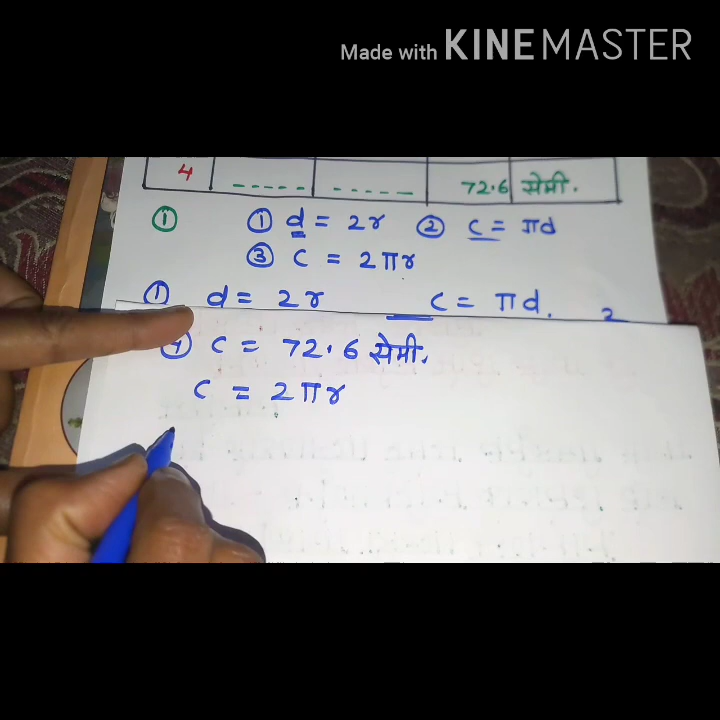 Made with KINEMASTER
4 ----- ----- 72.6 सेमी.
① ① d = 2r ② c = πd
③ C = 2πr
① d = 2r C = πd. 2
④ C = 72.6 सेमी.
C = 2πr